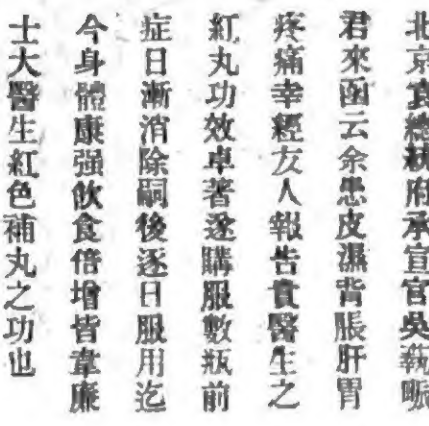 北京袁總統府承宣官吳
君來函云余患皮濕背脹肝胃
疼痛幸經友人報告貴醫生之
紅丸功效卓著遂購服數瓶前
症日漸消除嗣後逐日服用迄
今身體康强飲食倍增皆韋廉
士大醫生紅色補丸之功也